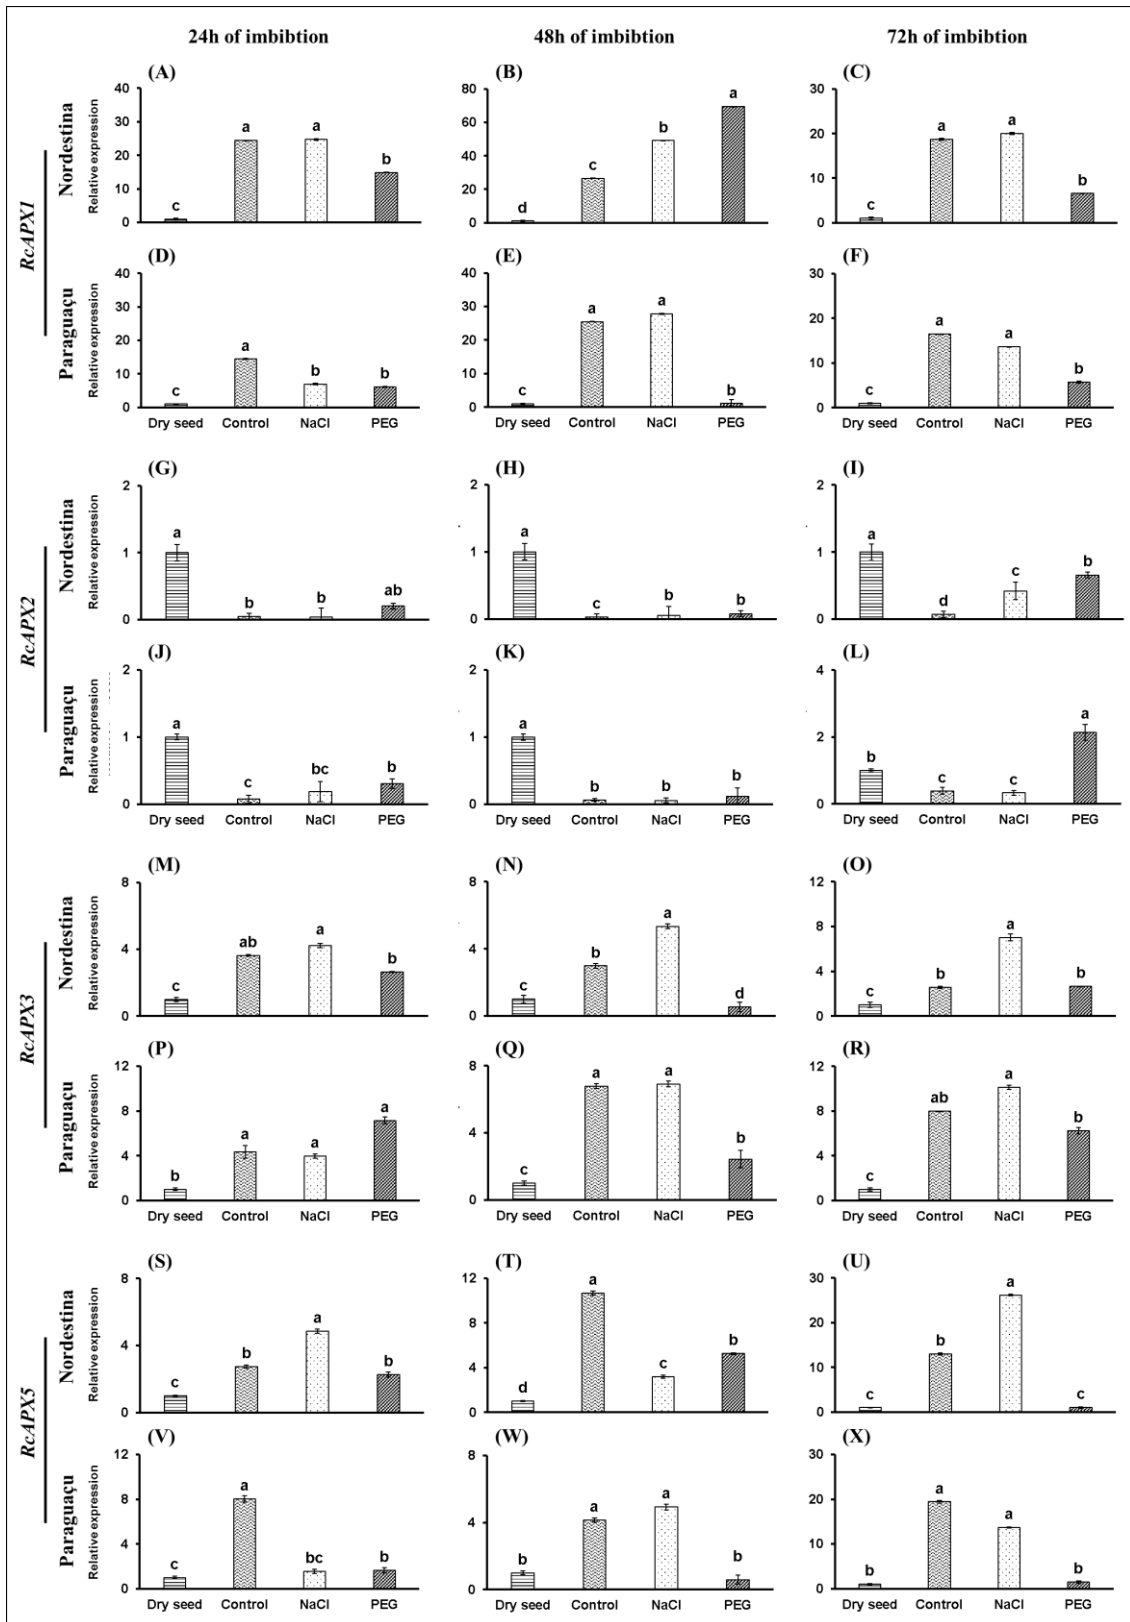 24h of imbibtion 48h of imbibtion 72h of imbibtion
RcAPX1
Nordestina
Relative expression
(A)
40
30
20
10
0
c a a b
(B)
80
60
40
20
0
d c b a
(C)
30
20
10
0
c a a b
Paraguaçu
Relative expression
(D)
40
30
20
10
0
c a b b
Dry seed Control NaCl PEG
(E)
40
30
20
10
0
c a a b
Dry seed Control NaCl PEG
(F)
30
20
10
0
c a a b
Dry seed Control NaCl PEG
RcAPX2
Nordestina
Relative expression
(G)
2
1
0
a b b ab
(H)
2
1
0
a c b b
(I)
2
1
0
a d c b
Paraguaçu
Relative expression
(J)
2
1
0
a c bc b
Dry seed Control NaCl PEG
(K)
2
1
0
a b b b
Dry seed Control NaCl PEG
(L)
4
2
0
b c c a
Dry seed Control NaCl PEG
RcAPX3
Nordestina
Relative expression
(M)
8
4
0
c ab a b
(N)
8
4
0
c b a d
(O)
12
8
4
0
c b a b
Paraguaçu
Relative expression
(P)
12
8
4
0
b a a a
Dry seed Control NaCl PEG
(Q)
8
4
0
c a a b
Dry seed Control NaCl PEG
(R)
12
8
4
0
c ab a b
Dry seed Control NaCl PEG
RcAPX5
Nordestina
Relative expression
(S)
8
4
0
c b a b
(T)
12
8
4
0
d a c b
(U)
30
20
10
0
c b a c
Paraguaçu
Relative expression
(V)
12
8
4
0
c a bc b
Dry seed Control NaCl PEG
(W)
8
4
0
b a a b
Dry seed Control NaCl PEG
(X)
30
20
10
0
b a a b
Dry seed Control NaCl PEG